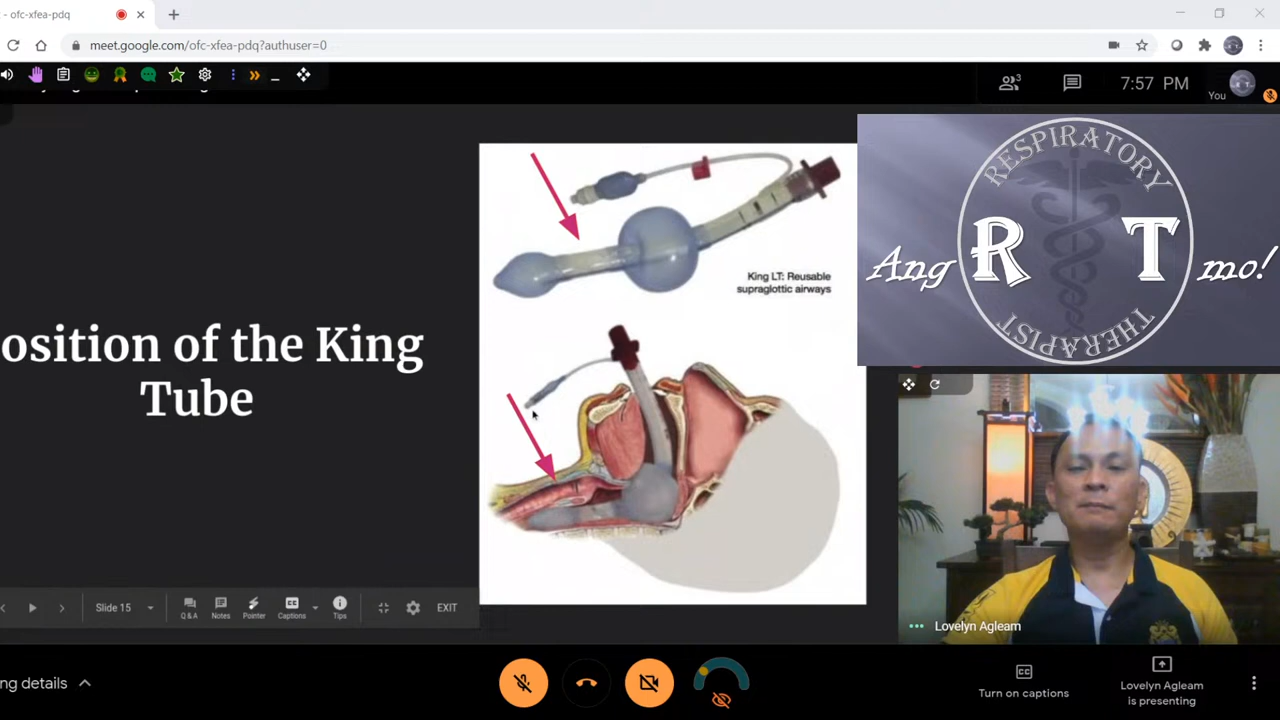 - ofc-xfea-pdq
meet.google.com/ofc-xfea-pdq?authuser=0
3
7:57 PM
You
osition of the King
Tube
King LT: Reusable
supraglottic airways
RESPIRATORY
Ang R T mo!
THERAPIST
Slide 15
Q & A
Notes
Pointer
Captions
Tips
EXIT
Lovelyn Agleam
ng details
Turn on captions
Lovelyn Agleam
is presenting